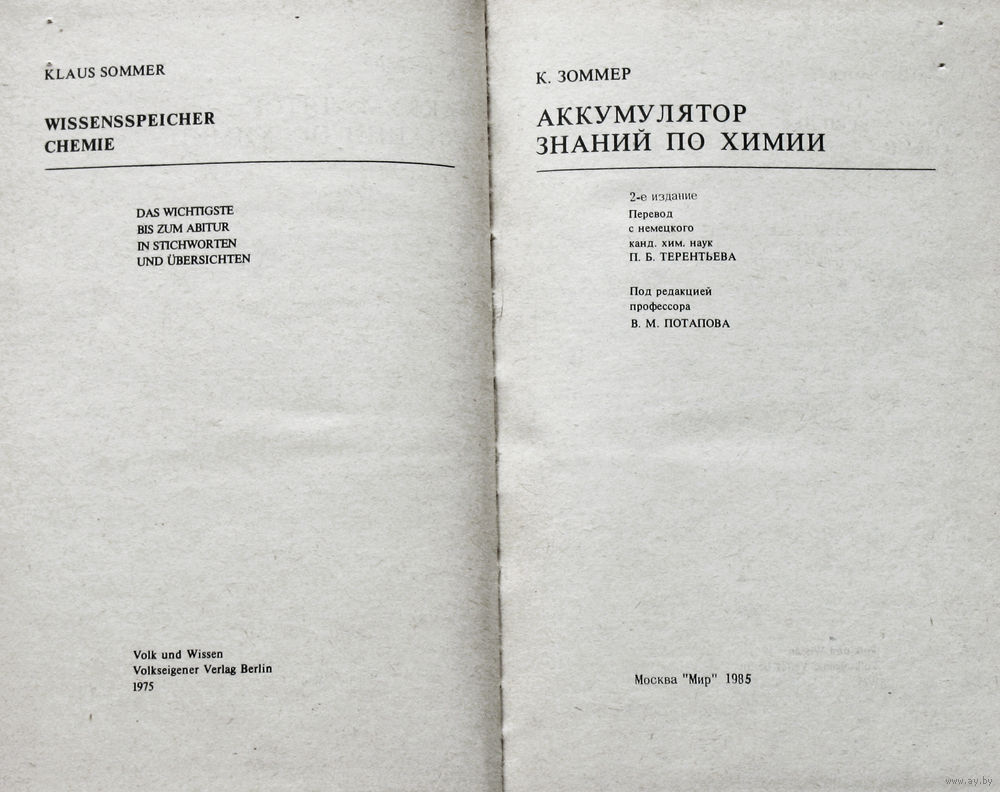 KLAUS SOMMER
WISSENSSPEICHER
CHEMIE
DAS WICHTIGSTE
BIS ZUM ABITUR
IN STICHWORTEN
UND ÜBERSICHTEN
Volk und Wissen
Volkseigener Verlag Berlin
1975
К. ЗОММЕР
АККУМУЛЯТОР
ЗНАНИЙ ПО ХИМИИ
2-е издание
Перевод
с немецкого
канд. хим. наук
П. Б. ТЕРЕНТЬЕВА
Под редакцией
профессора
В. М. ПОТАПОВА
Москва "Мир" 1985
www.ay.by